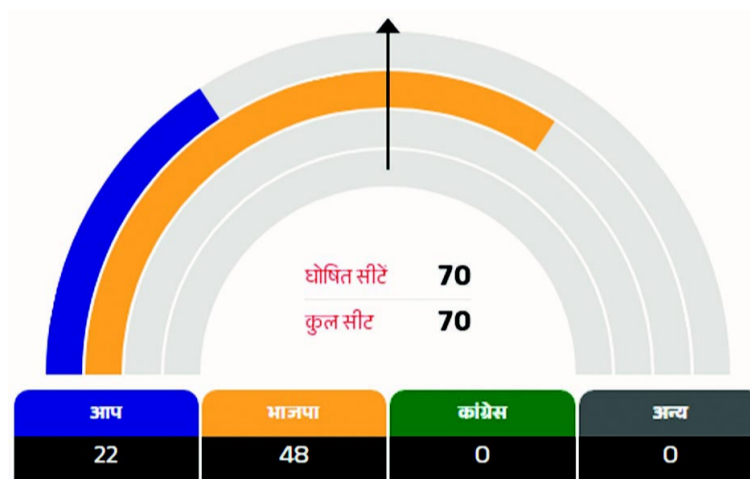 घोषित सीटें 70
कुल सीट 70
आप भाजपा कांग्रेस अन्य
22 48 0 0